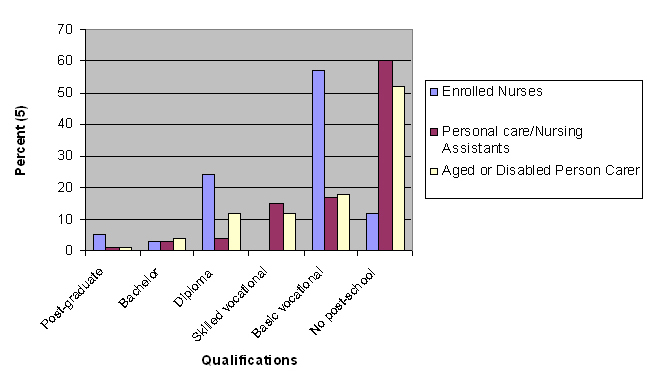 70
60
50
40
30
20
10
0
Percent (5)
Post-graduate
Bachelor
Diploma
Skilled vocational
Basic vocational
No post-school
Qualifications
Enrolled Nurses
Personal care/Nursing
Assistants
Aged or Disabled Person Carer